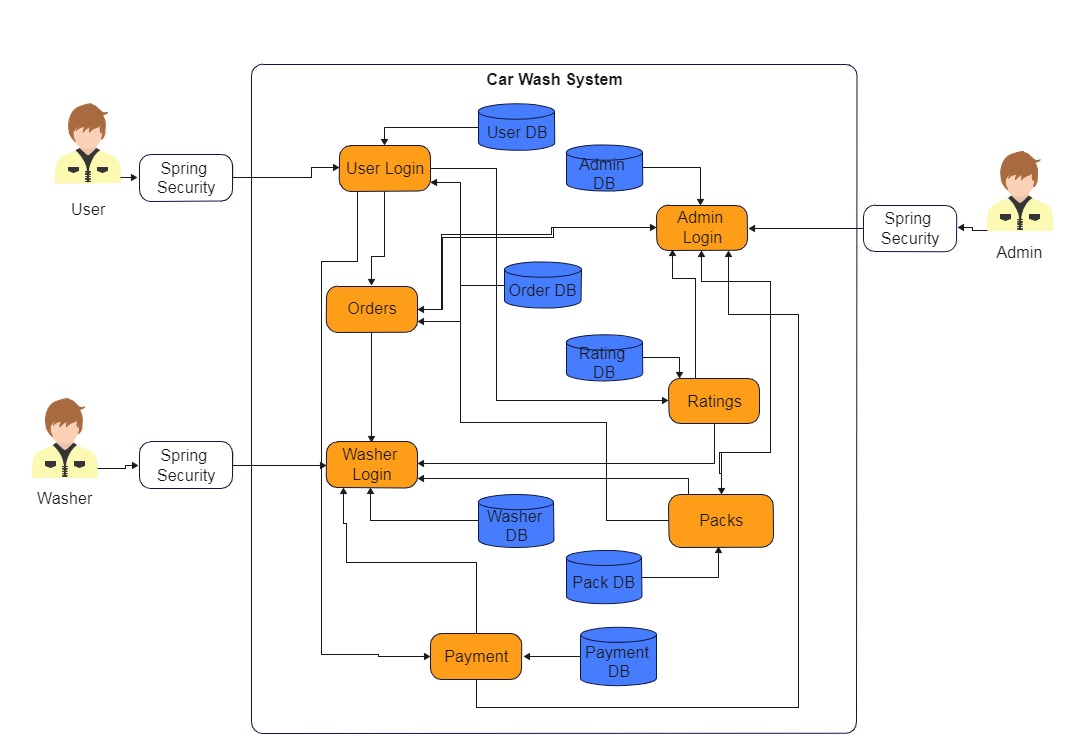 Car Wash System
User DB
User Login
Spring
Security
User
Admin
DB
Admin
Login
Spring
Security
Admin
Order DB
Orders
Rating
DB
Ratings
Washer
Login
Spring
Security
Washer
Washer
DB
Packs
Pack DB
Payment
Payment
DB